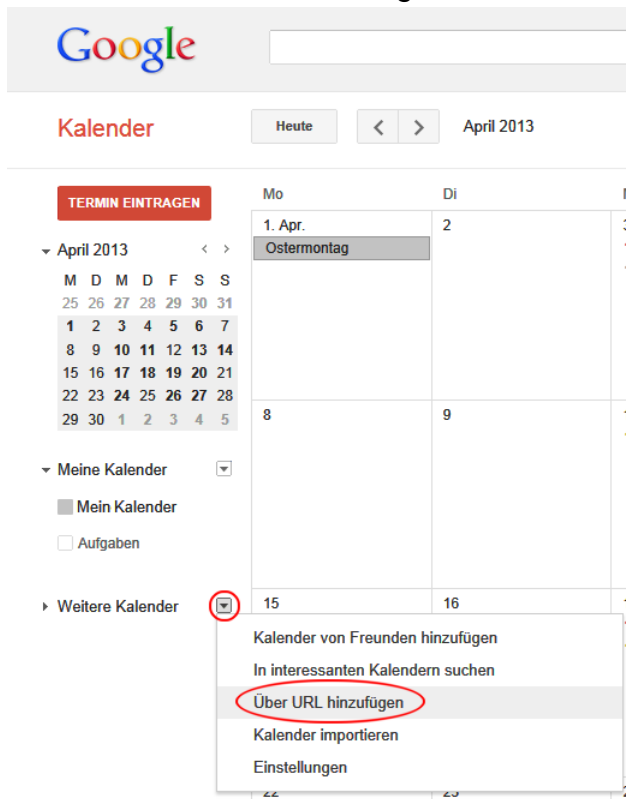 Google
Kalender
Heute < > April 2013
TERMIN EINTRAGEN
April 2013 < >
M D M D F S S
25 26 27 28 29 30 31
1 2 3 4 5 6 7
8 9 10 11 12 13 14
15 16 17 18 19 20 21
22 23 24 25 26 27 28
29 30 1 2 3 4 5
Meine Kalender
Mein Kalender
Aufgaben
Weitere Kalender
Mo Di
1. Apr. 2
Ostermontag
8 9
15 16
Kalender von Freunden hinzufügen
In interessanten Kalendern suchen
Über URL hinzufügen
Kalender importieren
Einstellungen
22 23